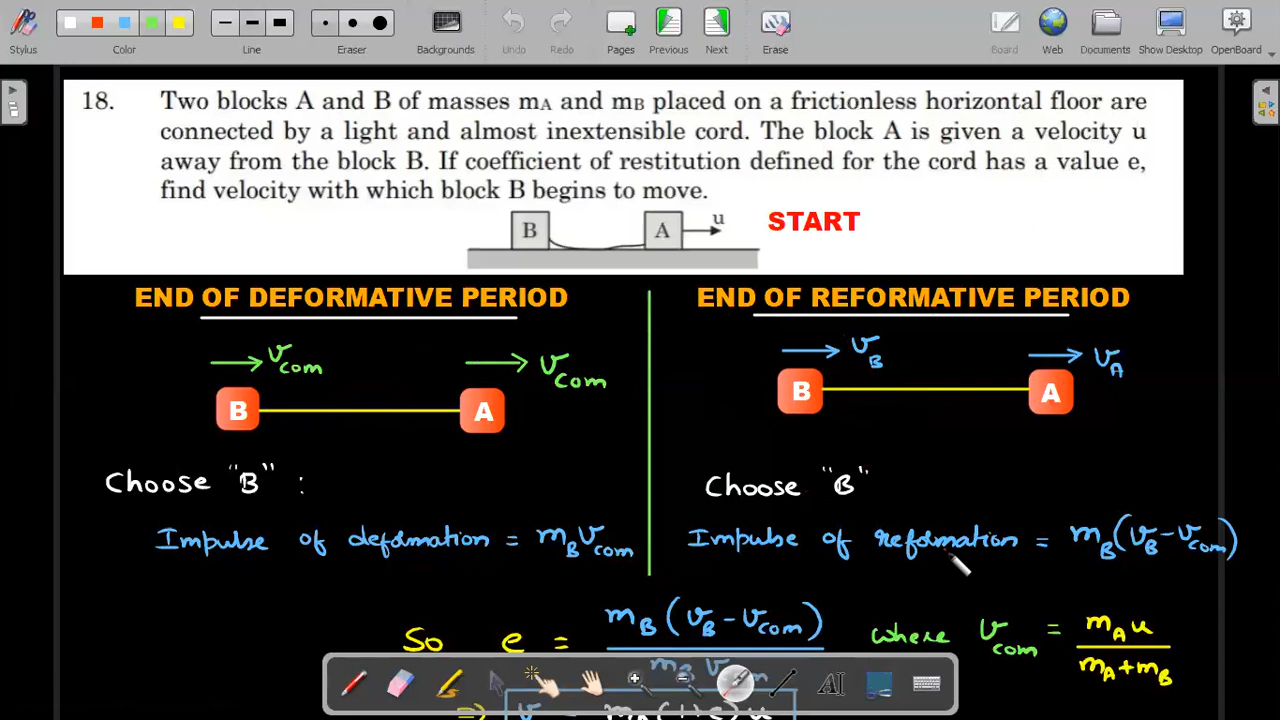 Stylus Color Line Eraser Backgrounds Undo Redo Pages Previous Next Erase Board Web Documents Show Desktop OpenBoard
18. Two blocks A and B of masses mA and mB placed on a frictionless horizontal floor are
connected by a light and almost inextensible cord. The block A is given a velocity u
away from the block B. If coefficient of restitution defined for the cord has a value e,
find velocity with which block B begins to move.
B A u START
END OF DEFORMATIVE PERIOD
v_com v_com
B A
Choose "B" :
Impulse of deformation = m_B v_com
END OF REFORMATIVE PERIOD
v_B v_A
B A
Choose "B"
Impulse of reformation = m_B (v_B - v_com)
So e = m_B (v_B - v_com) / m_B v_com where v_com = m_A u / m_A + m_B
⇒ m_A (1+e) u